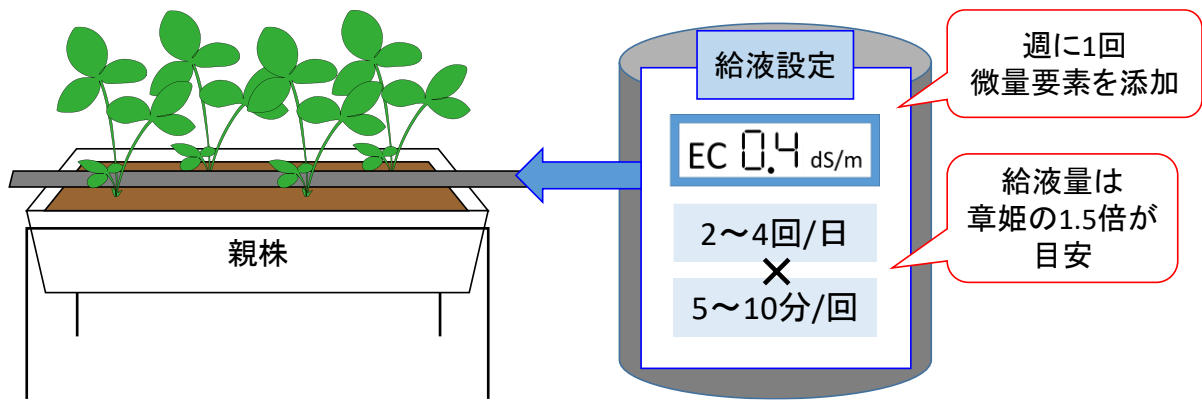 給液設定
EC 0.4 dS/m
2～4回/日
×
5～10分/回
週に1回
微量要素を添加
給液量は
章姫の1.5倍が
目安
親株